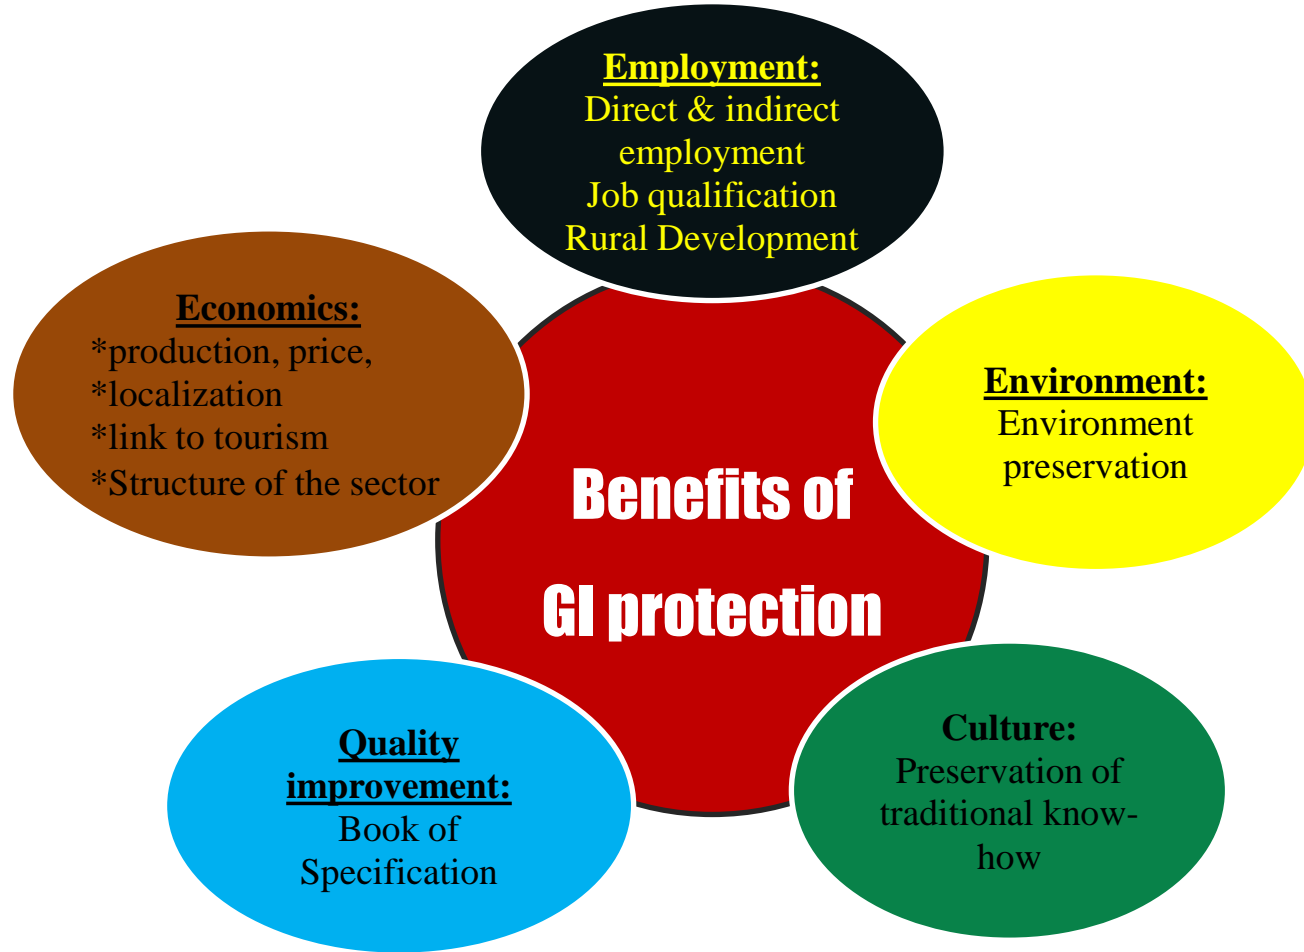 Employment:
Direct & indirect
employment
Job qualification
Rural Development
Economics:
*production, price,
*localization
*link to tourism
*Structure of the sector
Environment:
Environment
preservation
Benefits of
GI protection
Quality
improvement:
Book of
Specification
Culture:
Preservation of
traditional know-
how